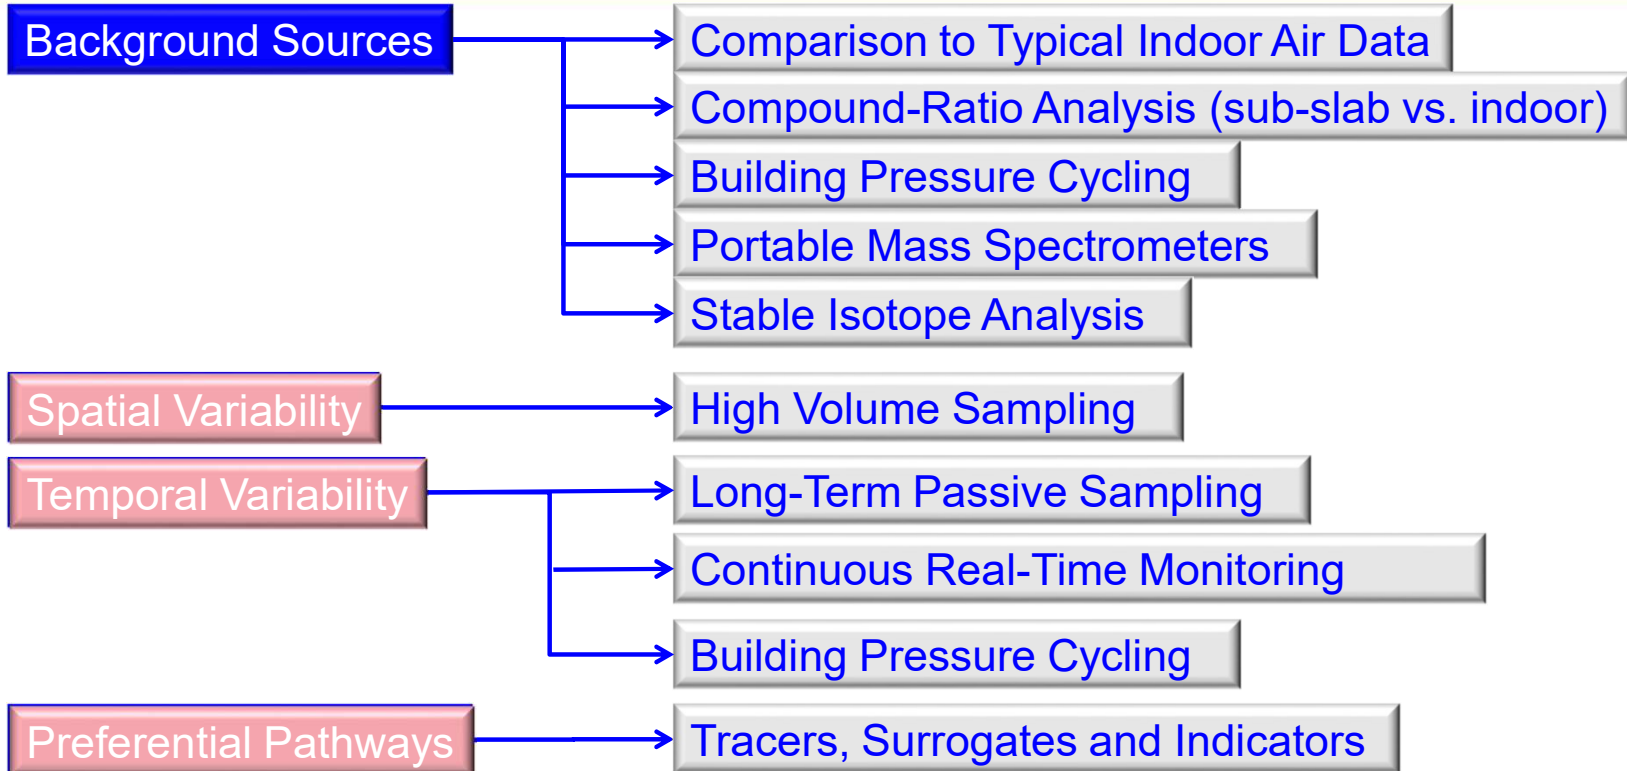 Background Sources
Comparison to Typical Indoor Air Data
Compound-Ratio Analysis (sub-slab vs. indoor)
Building Pressure Cycling
Portable Mass Spectrometers
Stable Isotope Analysis
Spatial Variability
High Volume Sampling
Temporal Variability
Long-Term Passive Sampling
Continuous Real-Time Monitoring
Building Pressure Cycling
Preferential Pathways
Tracers, Surrogates and Indicators